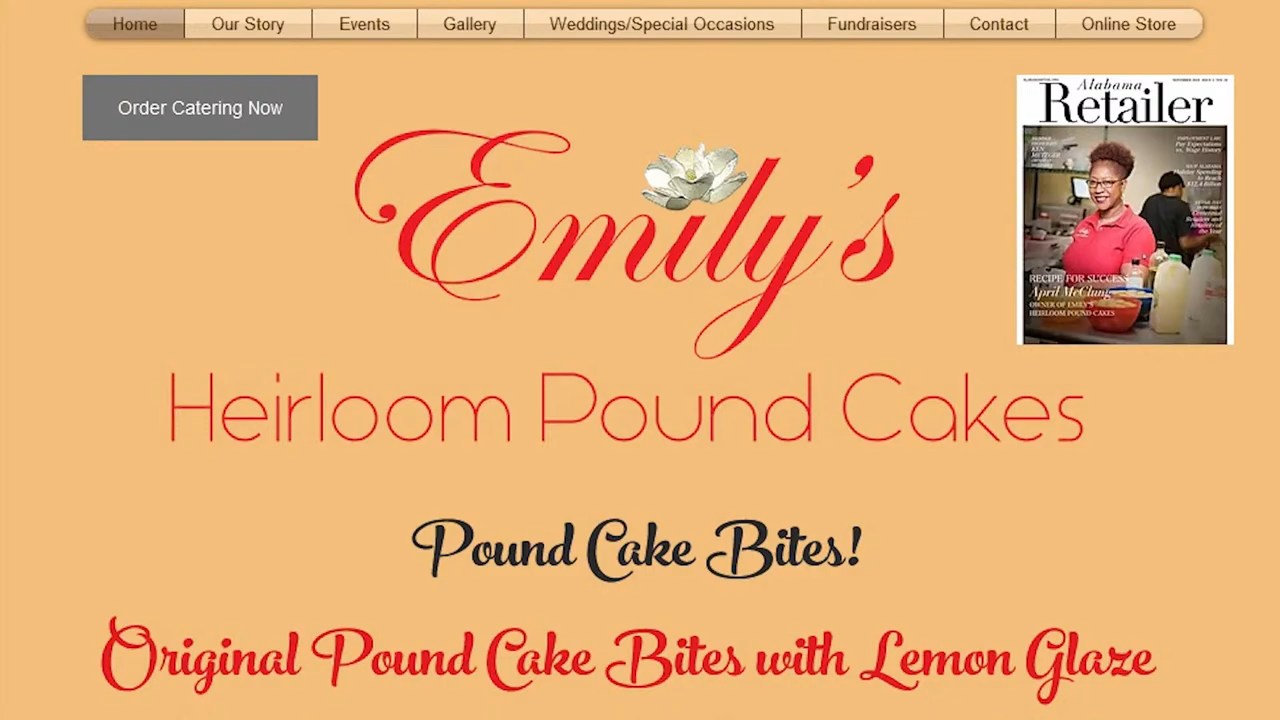 Home Our Story Events Gallery Weddings/Special Occasions Fundraisers Contact Online Store
Order Catering Now
Alabama
Retailer
RECIPE FOR SUCCESS
April McClung
OWNER OF EMILY'S
HEIRLOOM POUND CAKES
Emily's
Heirloom Pound Cakes
Pound Cake Bites!
Original Pound Cake Bites with Lemon Glaze